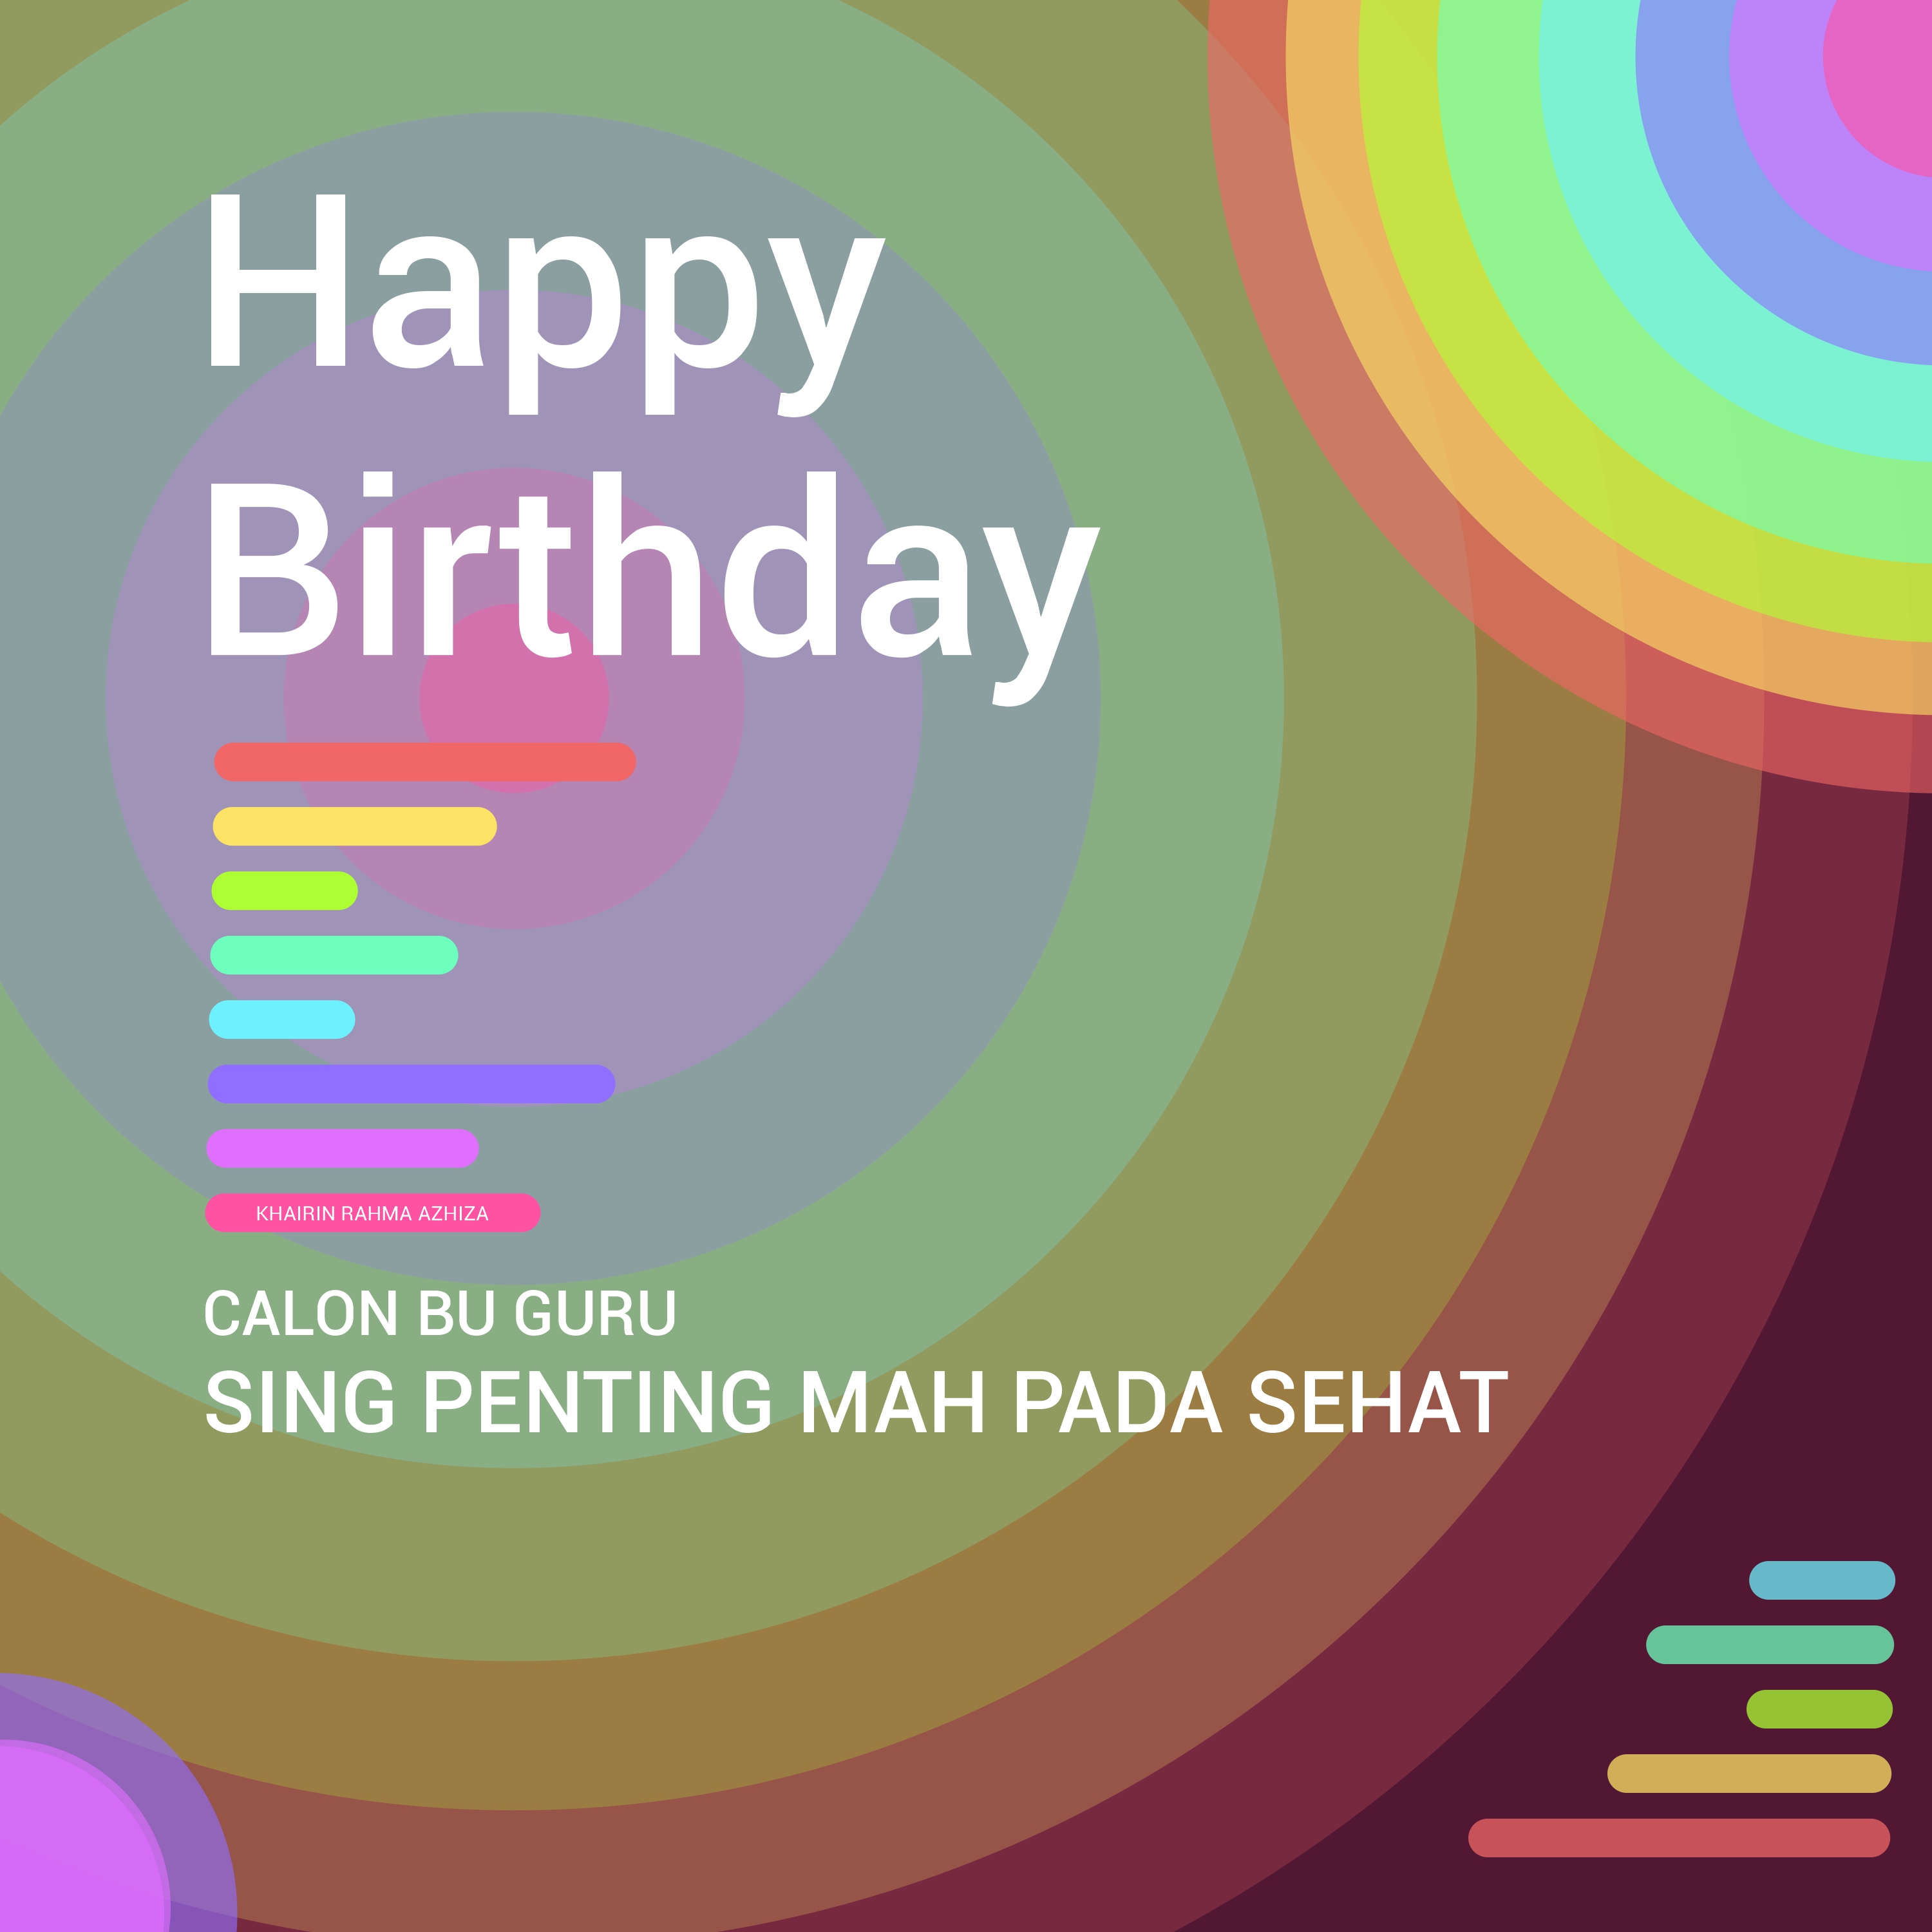 Happy
Birthday
KHAIRIN RAHMA AZHIZA
CALON BU GURU
SING PENTING MAH PADA SEHAT